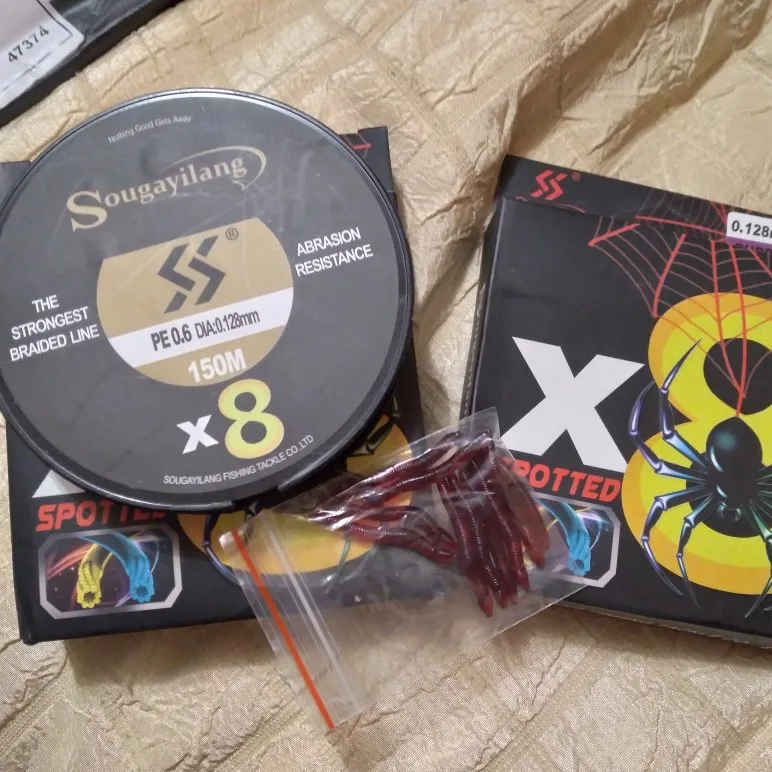 47374
Nothing Good Gets Away
Sougayilang
®
ABRASION
RESISTANCE
THE
STRONGEST
BRAIDED LINE
PE 0.6 DIA:0.128mm
150M
x8
SOUGAYILANG FISHING TACKLE CO.,LTD
SPOTTED
0.128m
X8
SPOTTED